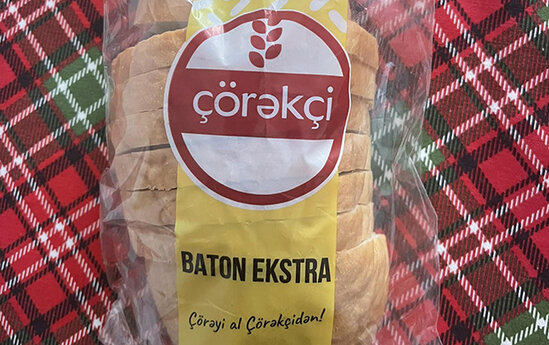 çörəkçi
BATON EKSTRA
Çörəyi al Çörəkçidən!